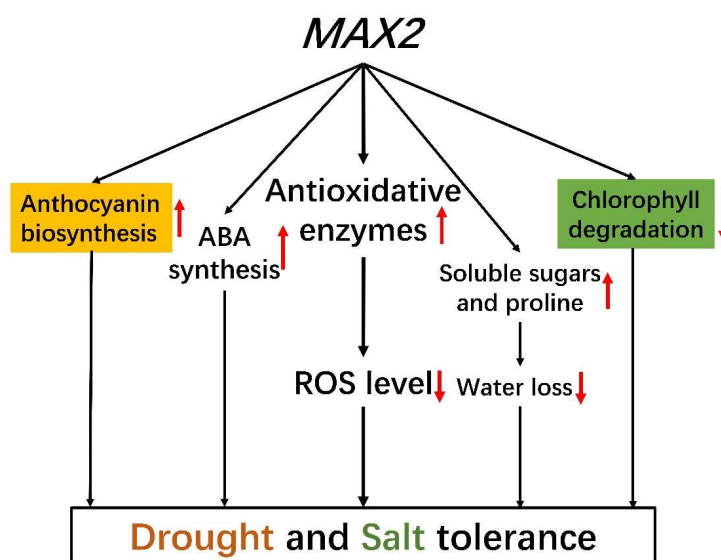 MAX2
Anthocyanin
biosynthesis
ABA
synthesis
Antioxidative
enzymes
Soluble sugars
and proline
Chlorophyll
degradation
ROS level
Water loss
Drought and Salt tolerance